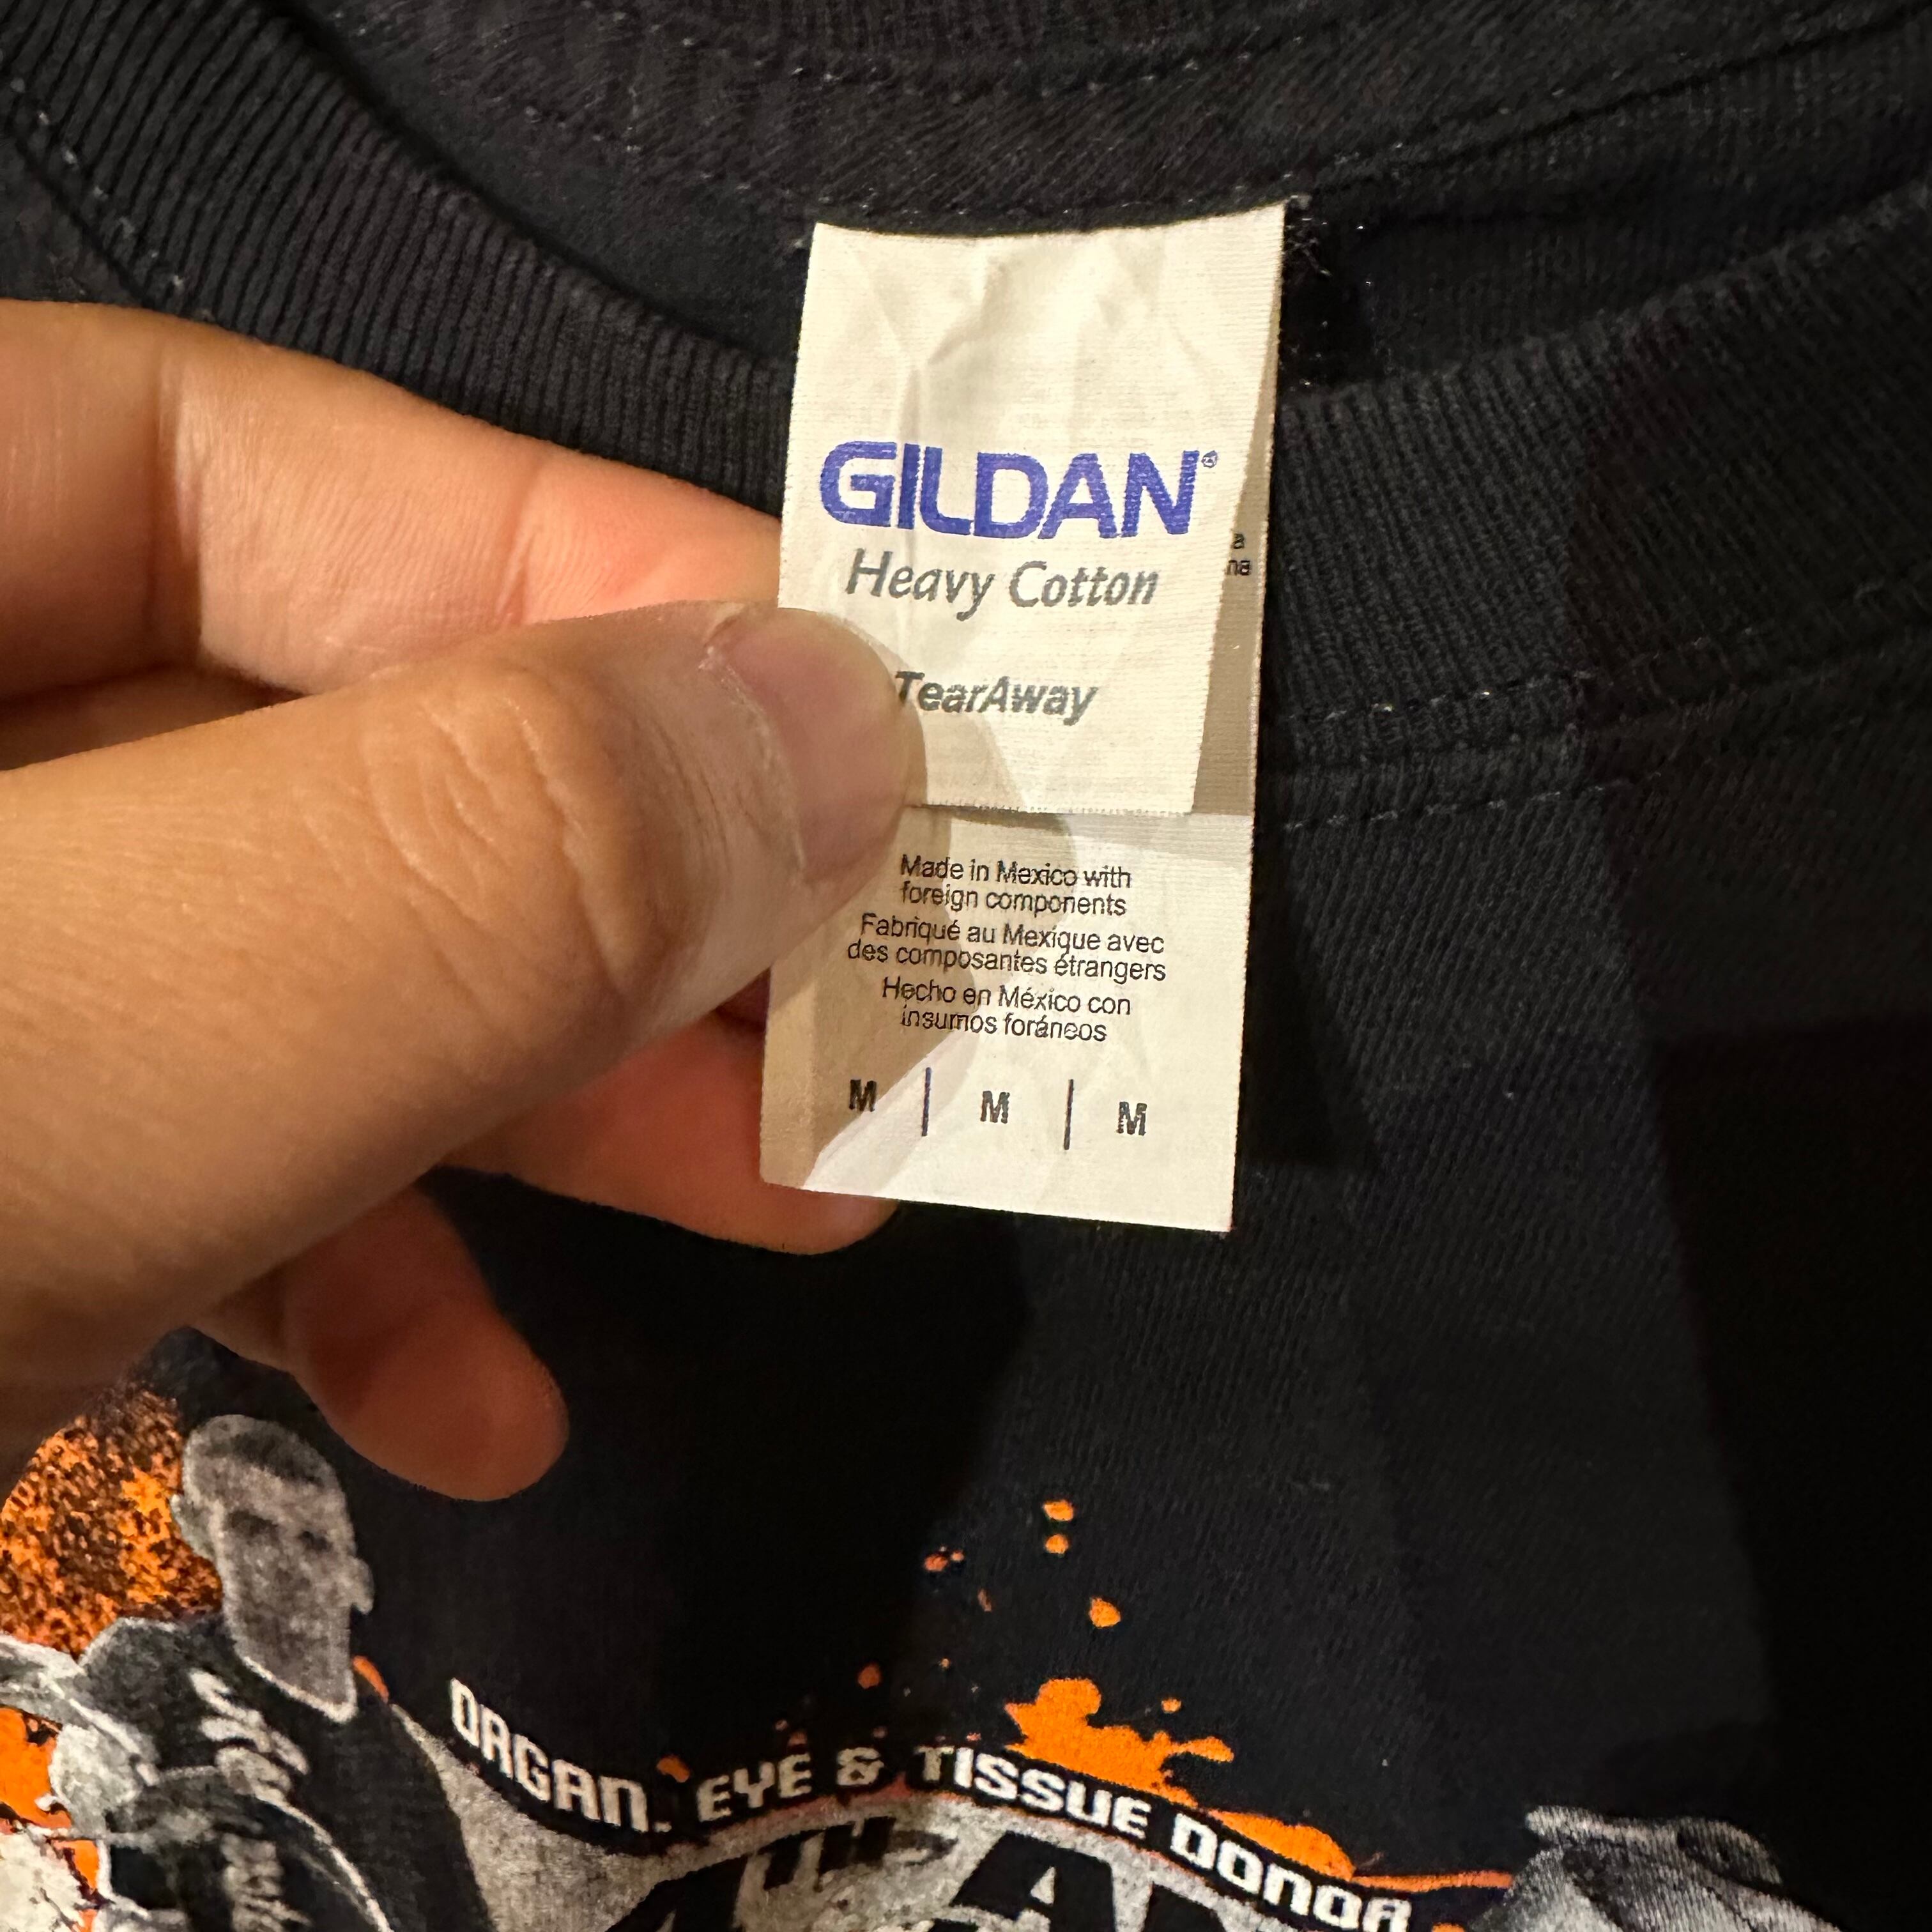 GILDAN®
Heavy Cotton
TearAway
Made in Mexico with
foreign components
Fabriqué au Mexique avec
des composantes étrangers
Hecho en México con
insumos foráneos
M | M | M
ORGAN, EYE & TISSUE DONOR
4TH